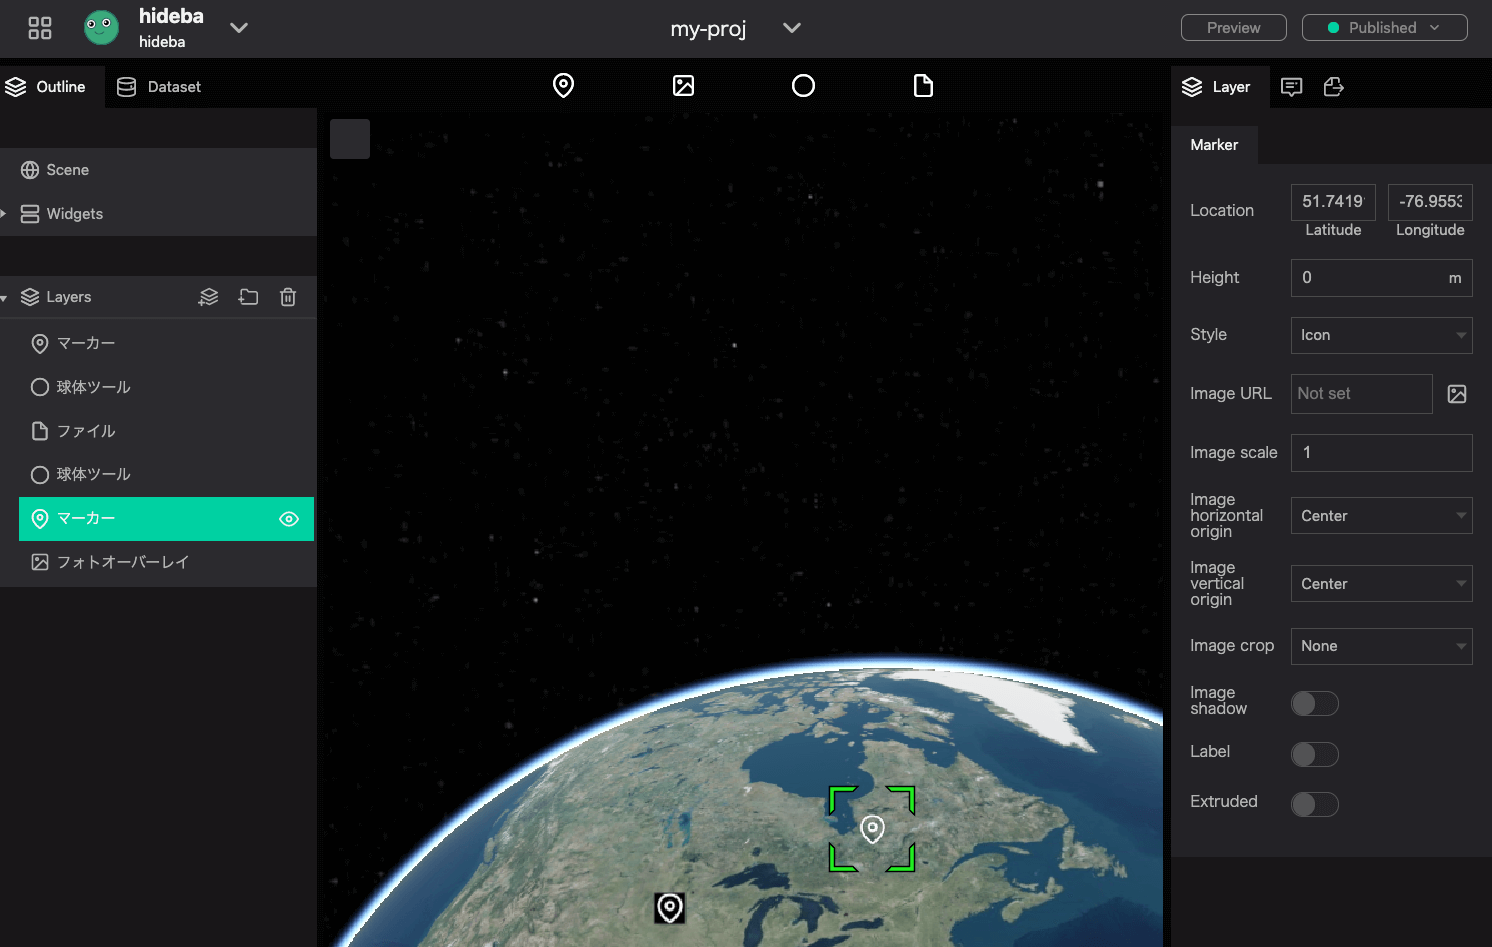 hideba
hideba
my-proj
Preview
Published
Outline
Dataset
Layer
Scene
Widgets
Layers
マーカー
球体ツール
ファイル
球体ツール
マーカー
フォトオーバーレイ
Marker
Location
51.7419
-76.9553
Latitude
Longitude
Height
0
m
Style
Icon
Image URL
Not set
Image scale
1
Image
horizontal
origin
Center
Image
vertical
origin
Center
Image crop
None
Image
shadow
Label
Extruded